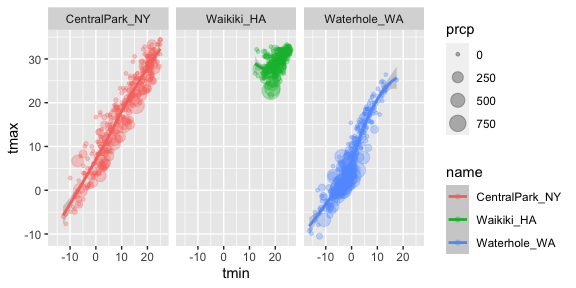 CentralPark_NY Waikiki_HA Waterhole_WA
tmax
30
20
10
0
-10
-10 0 10 20 -10 0 10 20 -10 0 10 20
tmin
prcp
0
250
500
750
name
CentralPark_NY
Waikiki_HA
Waterhole_WA